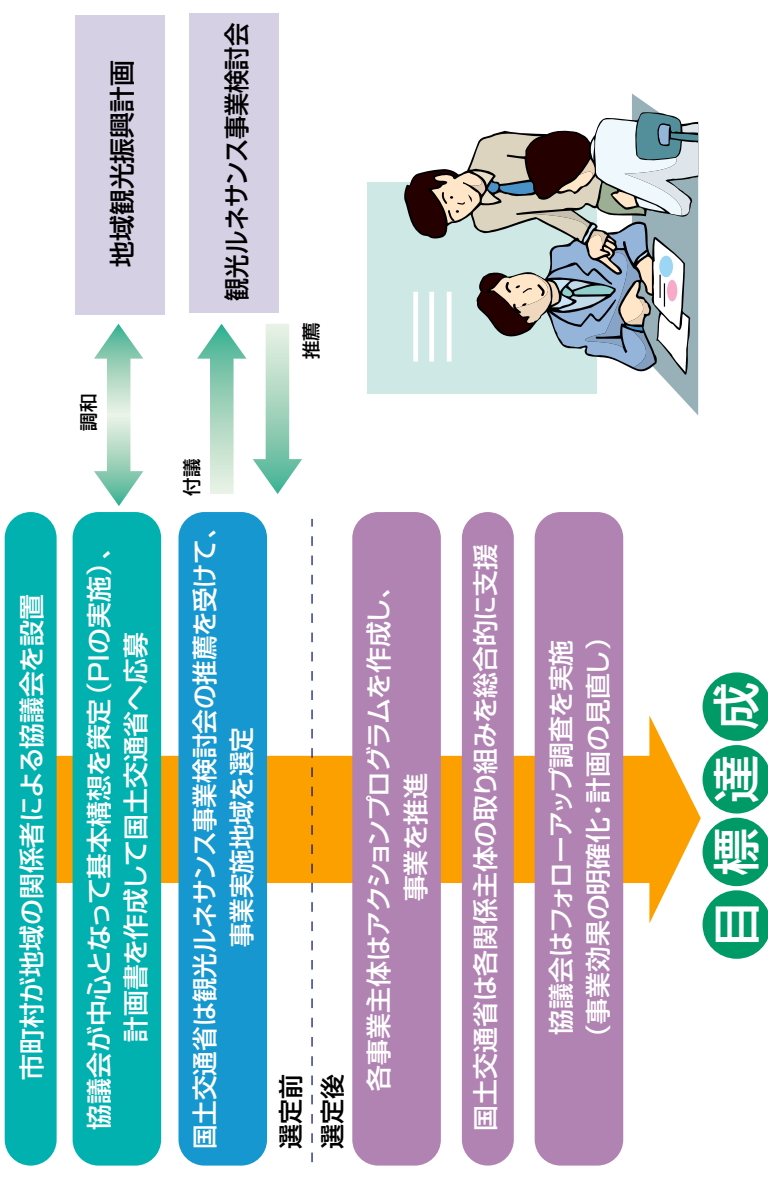 市町村が地域の関係者による協議会を設置
協議会が中心となって基本構想を策定（PIの実施）、
計画書を作成して国土交通省へ応募
調和
地域観光振興計画
国土交通省は観光ルネサンス事業検討会の推薦を受けて、
事業実施地域を選定
付議
推薦
観光ルネサンス事業検討会
選定前
選定後
各事業主体はアクションプログラムを作成し、
事業を推進
国土交通省は各関係主体の取り組みを総合的に支援
協議会はフォローアップ調査を実施
（事業効果の明確化・計画の見直し）
目標達成